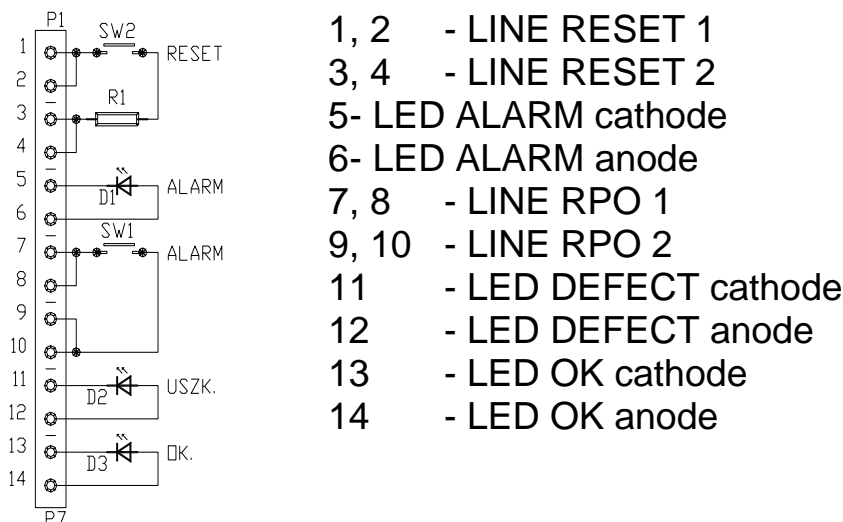 P1
1
SW2
RESET
2
R1
3
4
5
D1
ALARM
6
SW1
7
ALARM
8
9
10
11
D2
USZK.
12
13
D3
OK.
14
P7
1, 2 - LINE RESET 1
3, 4 - LINE RESET 2
5- LED ALARM cathode
6- LED ALARM anode
7, 8 - LINE RPO 1
9, 10 - LINE RPO 2
11 - LED DEFECT cathode
12 - LED DEFECT anode
13 - LED OK cathode
14 - LED OK anode